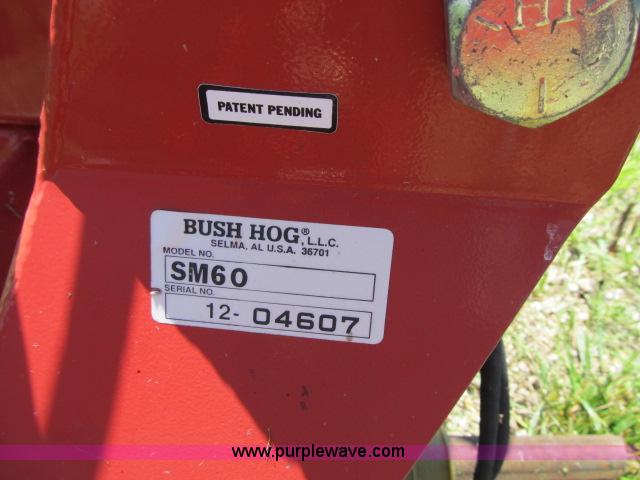 PATENT PENDING
BUSH HOG®, L.L.C.
SELMA, AL U.S.A. 36701
MODEL NO.
SM60
SERIAL NO.
12- 04607
www.purplewave.com